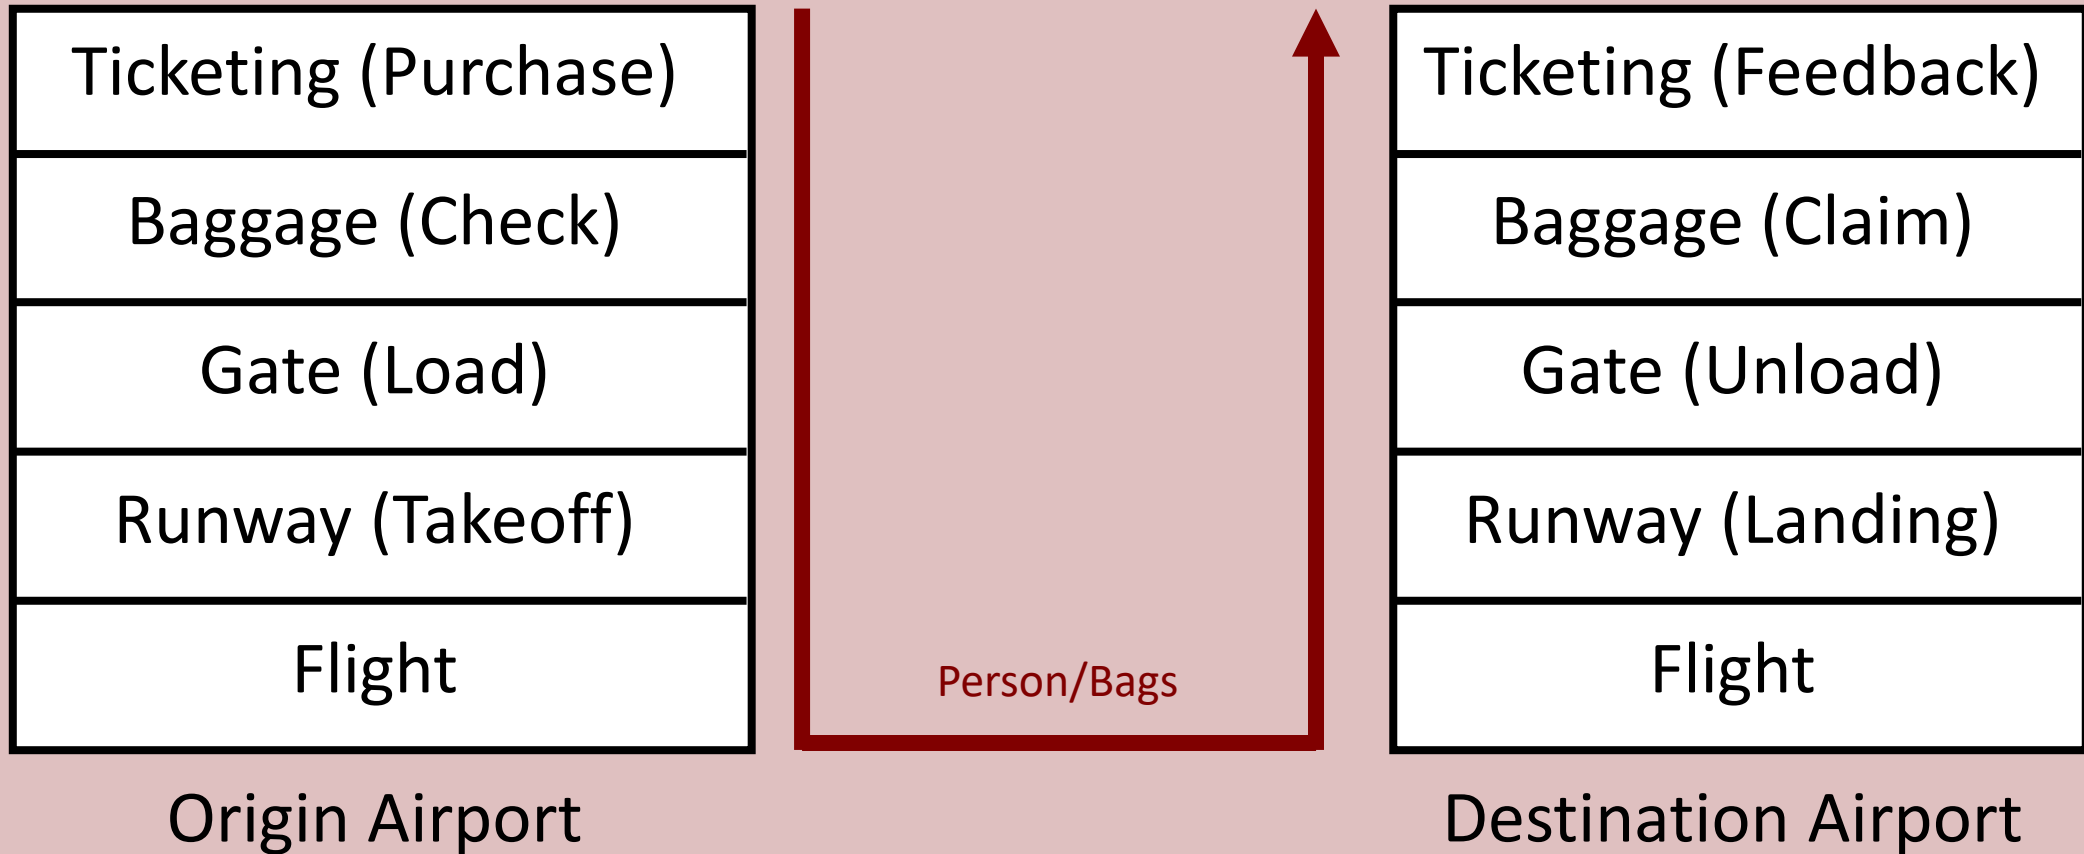 Ticketing (Purchase)
Baggage (Check)
Gate (Load)
Runway (Takeoff)
Flight
Origin Airport
Person/Bags
Ticketing (Feedback)
Baggage (Claim)
Gate (Unload)
Runway (Landing)
Flight
Destination Airport